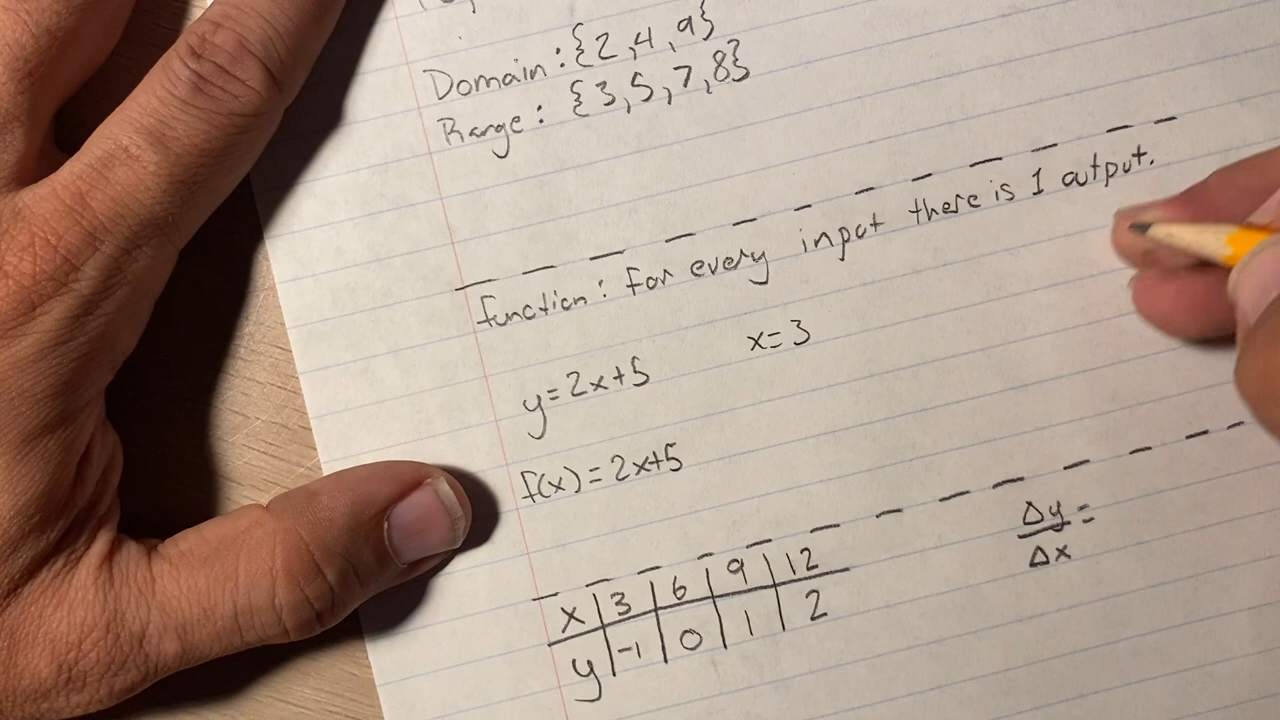 Domain: {2,4,9}
Range: {3,5,7,8}
function: For every input there is 1 output.
y=2x+5 x=3
f(x)=2x+5
Δy/Δx =
x | 3 | 6 | 9 | 12
y | -1 | 0 | 1 | 2